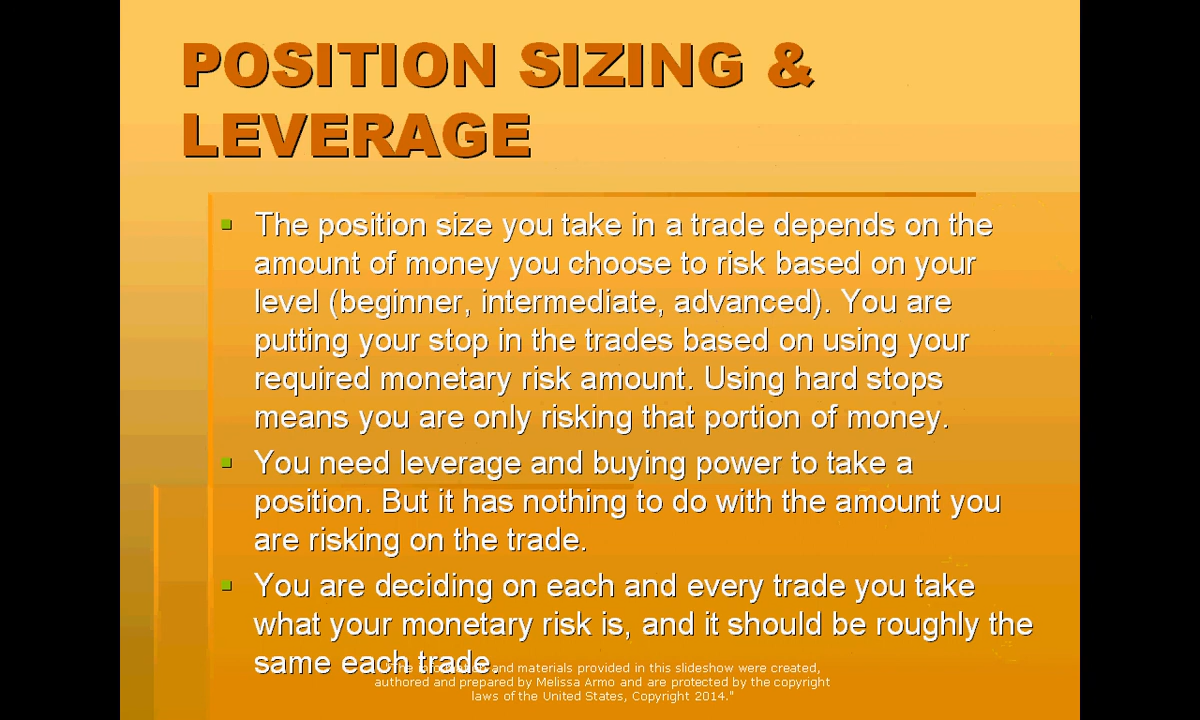 POSITION SIZING &
LEVERAGE
The position size you take in a trade depends on the
amount of money you choose to risk based on your
level (beginner, intermediate, advanced). You are
putting your stop in the trades based on using your
required monetary risk amount. Using hard stops
means you are only risking that portion of money.
You need leverage and buying power to take a
position. But it has nothing to do with the amount you
are risking on the trade.
You are deciding on each and every trade you take
what your monetary risk is, and it should be roughly the
same each trade.
and materials provided in this slideshow were created,
authored and prepared by Melissa Armo and are protected by the copyright
laws of the United States, Copyright 2014."